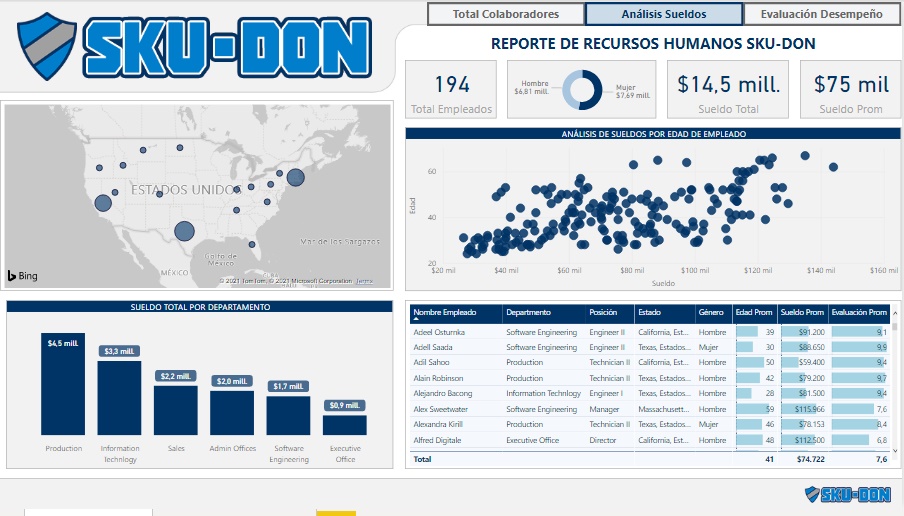 SKU-DON
Total Colaboradores
Análisis Sueldos
Evaluación Desempeño
REPORTE DE RECURSOS HUMANOS SKU-DON
194
Total Empleados
Hombre
$6,81 mill.
Mujer
$7,69 mill.
$14,5 mill.
Sueldo Total
$75 mil
Sueldo Prom
ESTADOS UNIDOS
Mar de los Sargazos
Golfo de
México
MÉXICO
CUBA
Bing
© 2021 TomTom, © 2021 Microsoft Corporation Terms
ANÁLISIS DE SUELDOS POR EDAD DE EMPLEADO
Edad
60
40
20
$20 mil $40 mil $60 mil $80 mil $100 mil $120 mil $140 mil $160 mil
Sueldo
SUELDO TOTAL POR DEPARTAMENTO
$4,5 mill.
$3,3 mill.
$2,2 mill.
$2,0 mill.
$1,7 mill.
$0,9 mill.
Production
Information
Technlogy
Sales
Admin Offices
Software
Engineering
Executive
Office
Nombre Empleado Departamento Posición Estado Género Edad Prom Sueldo Prom Evaluación Prom
Adeel Osturnka Software Engineering Engineer II California, Est... Hombre 39 $91.200 9,1
Adell Saada Software Engineering Engineer II Texas, Estados... Mujer 30 $88.650 9,9
Adil Sahoo Production Technician II California, Est... Hombre 50 $59.400 9,4
Alain Robinson Production Technician II Texas, Estados... Hombre 42 $79.200 9,7
Alejandro Bacong Information Technlogy Engineer I Texas, Estados... Hombre 28 $81.500 9,4
Alex Sweetwater Software Engineering Manager Massachusett... Hombre 59 $115.966 7,6
Alexandra Kirill Production Technician II Texas, Estados... Mujer 46 $78.153 8,4
Alfred Digitale Executive Office Director California, Est... Hombre 48 $112.500 6,8
Total 41 $74.722 7,6
SKU-DON